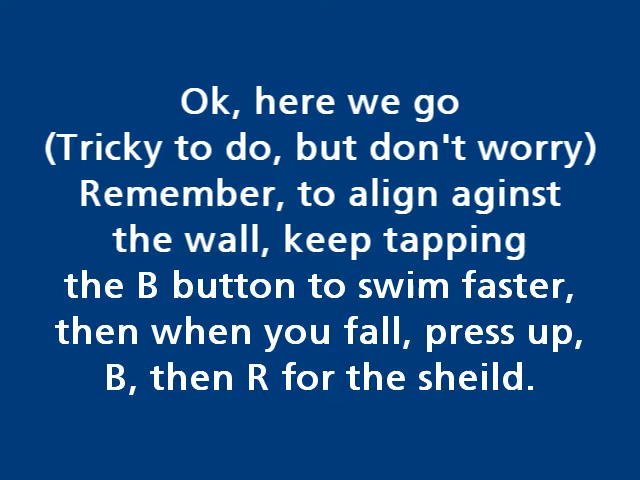 Ok, here we go
(Tricky to do, but don't worry)
Remember, to align aginst
the wall, keep tapping
the B button to swim faster,
then when you fall, press up,
B, then R for the sheild.